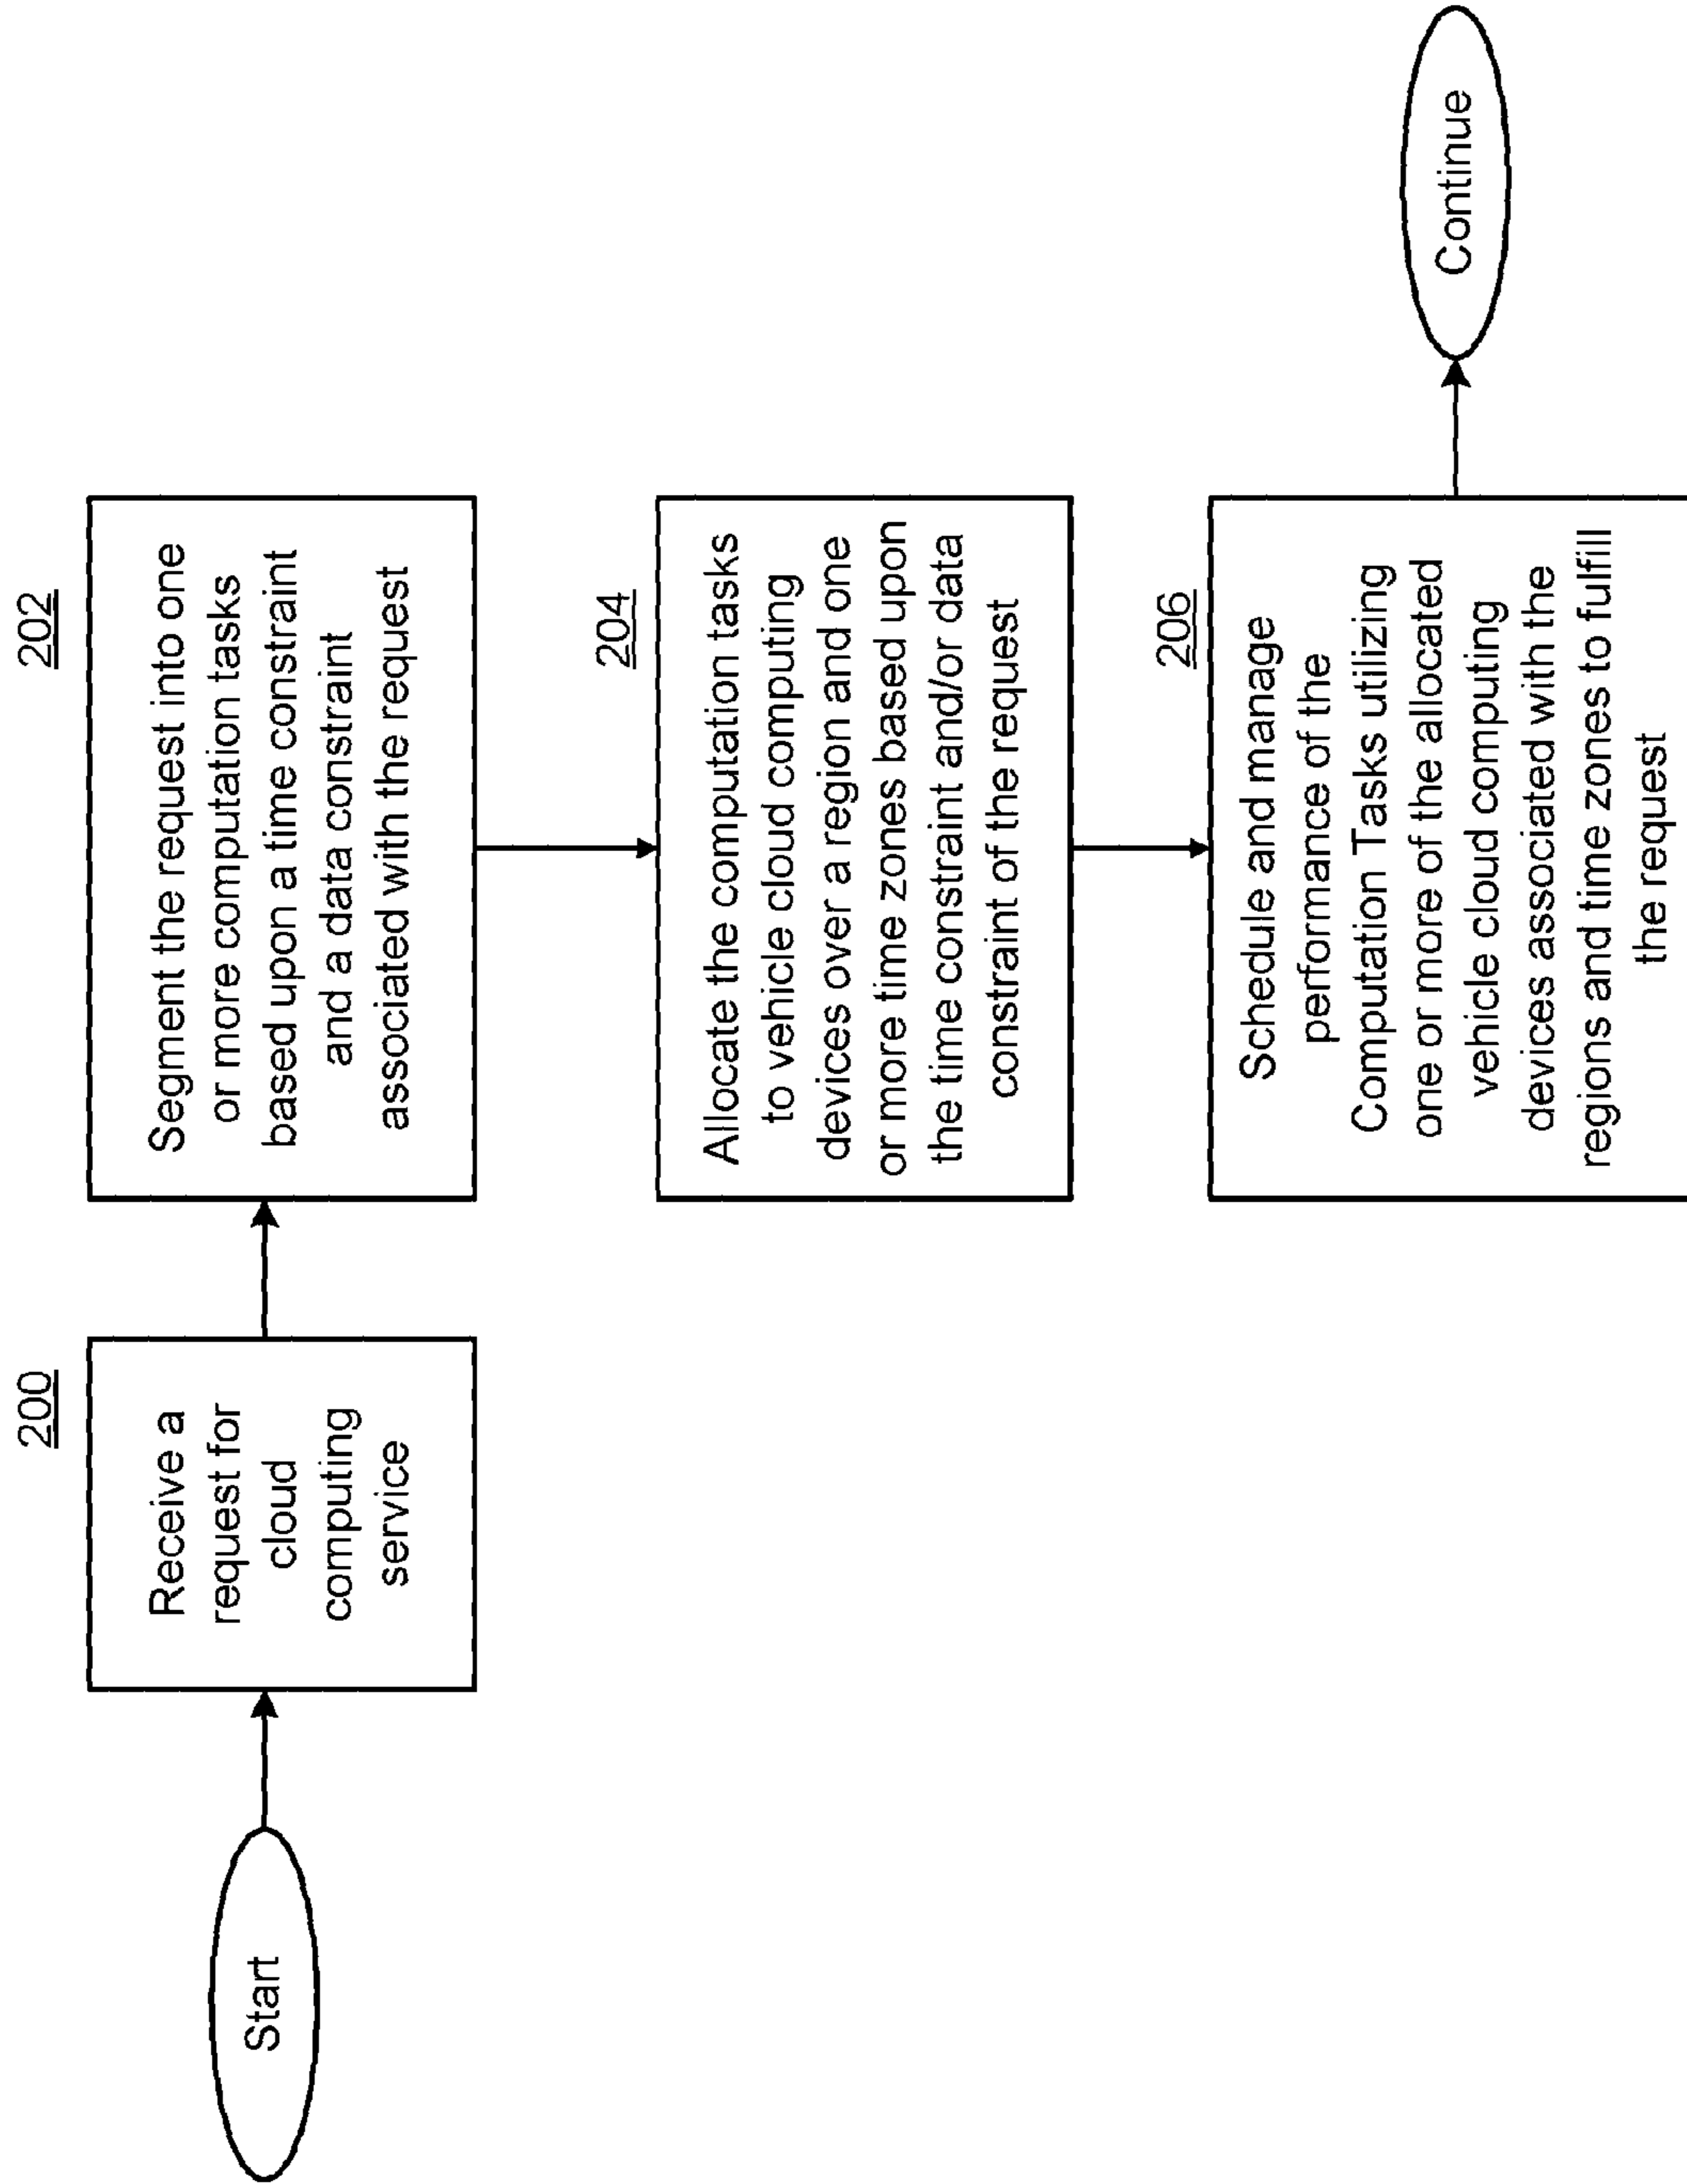 Start
200
Receive a
request for
cloud
computing
service
202
Segment the request into one
or more computation tasks
based upon a time constraint
and a data constraint
associated with the request
204
Allocate the computation tasks
to vehicle cloud computing
devices over a region and one
or more time zones based upon
the time constraint and/or data
constraint of the request
206
Schedule and manage
performance of the
Computation Tasks utilizing
one or more of the allocated
vehicle cloud computing
devices associated with the
regions and time zones to fulfill
the request
Continue